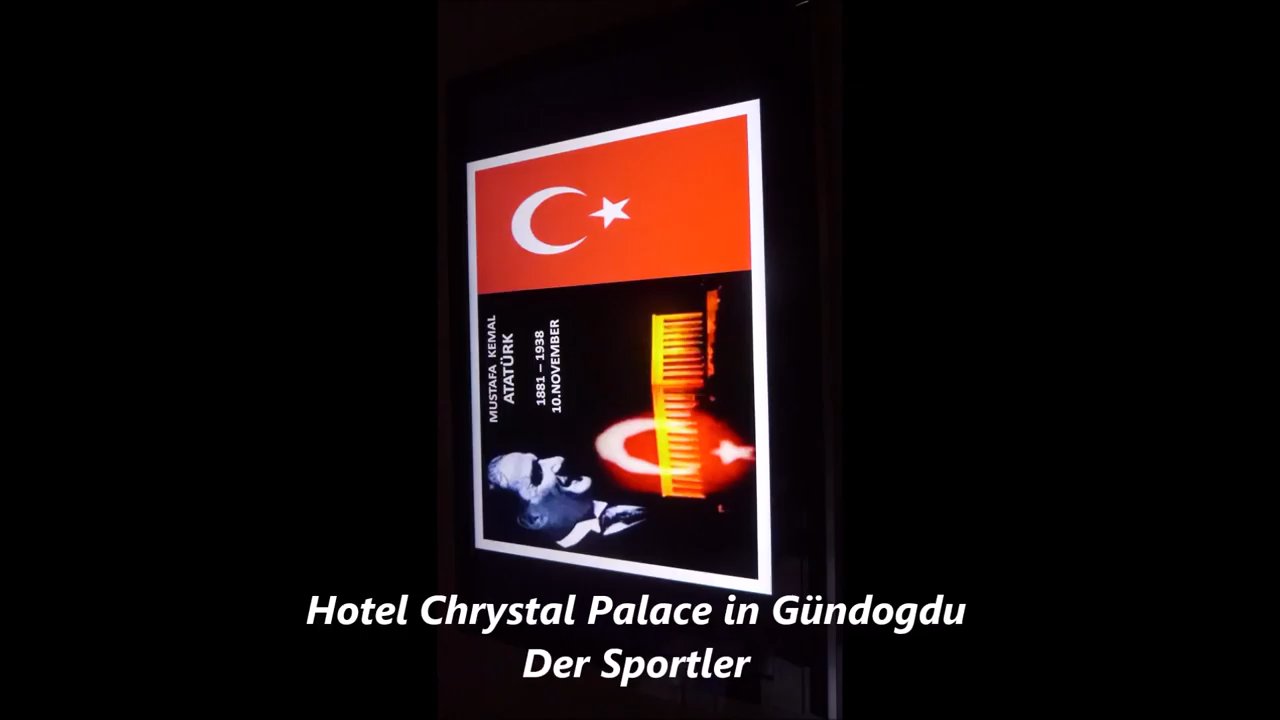 MUSTAFA KEMAL
ATATÜRK
1881 – 1938
10.NOVEMBER
Hotel Chrystal Palace in Gündogdu
Der Sportler